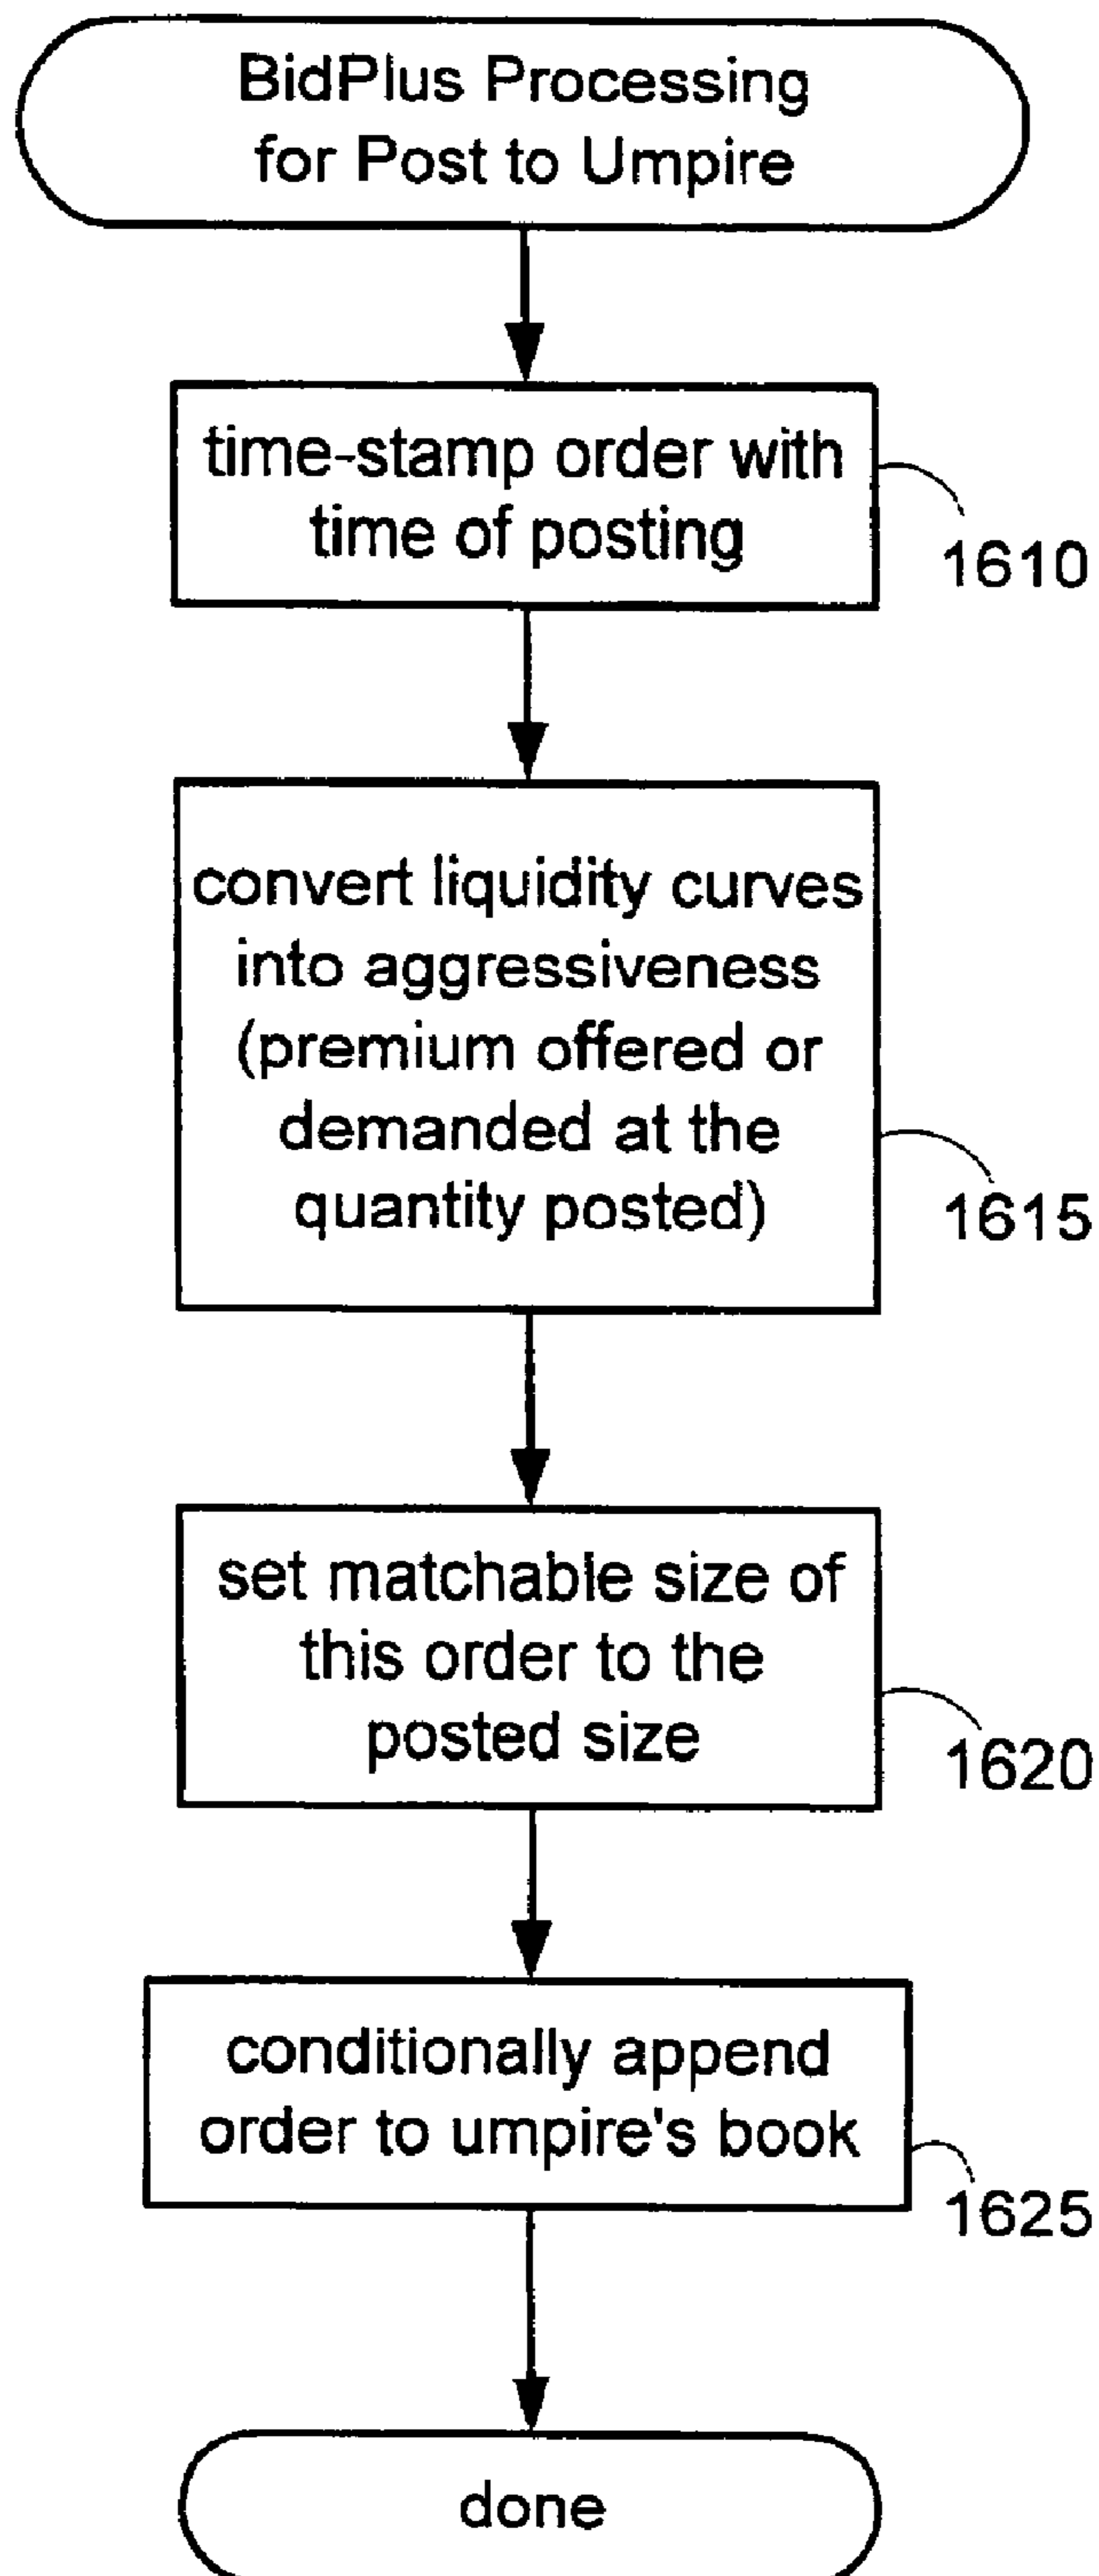 BidPlus Processing
for Post to Umpire
time-stamp order with
time of posting
1610
convert liquidity curves
into aggressiveness
(premium offered or
demanded at the
quantity posted)
1615
set matchable size of
this order to the
posted size
1620
conditionally append
order to umpire's book
1625
done